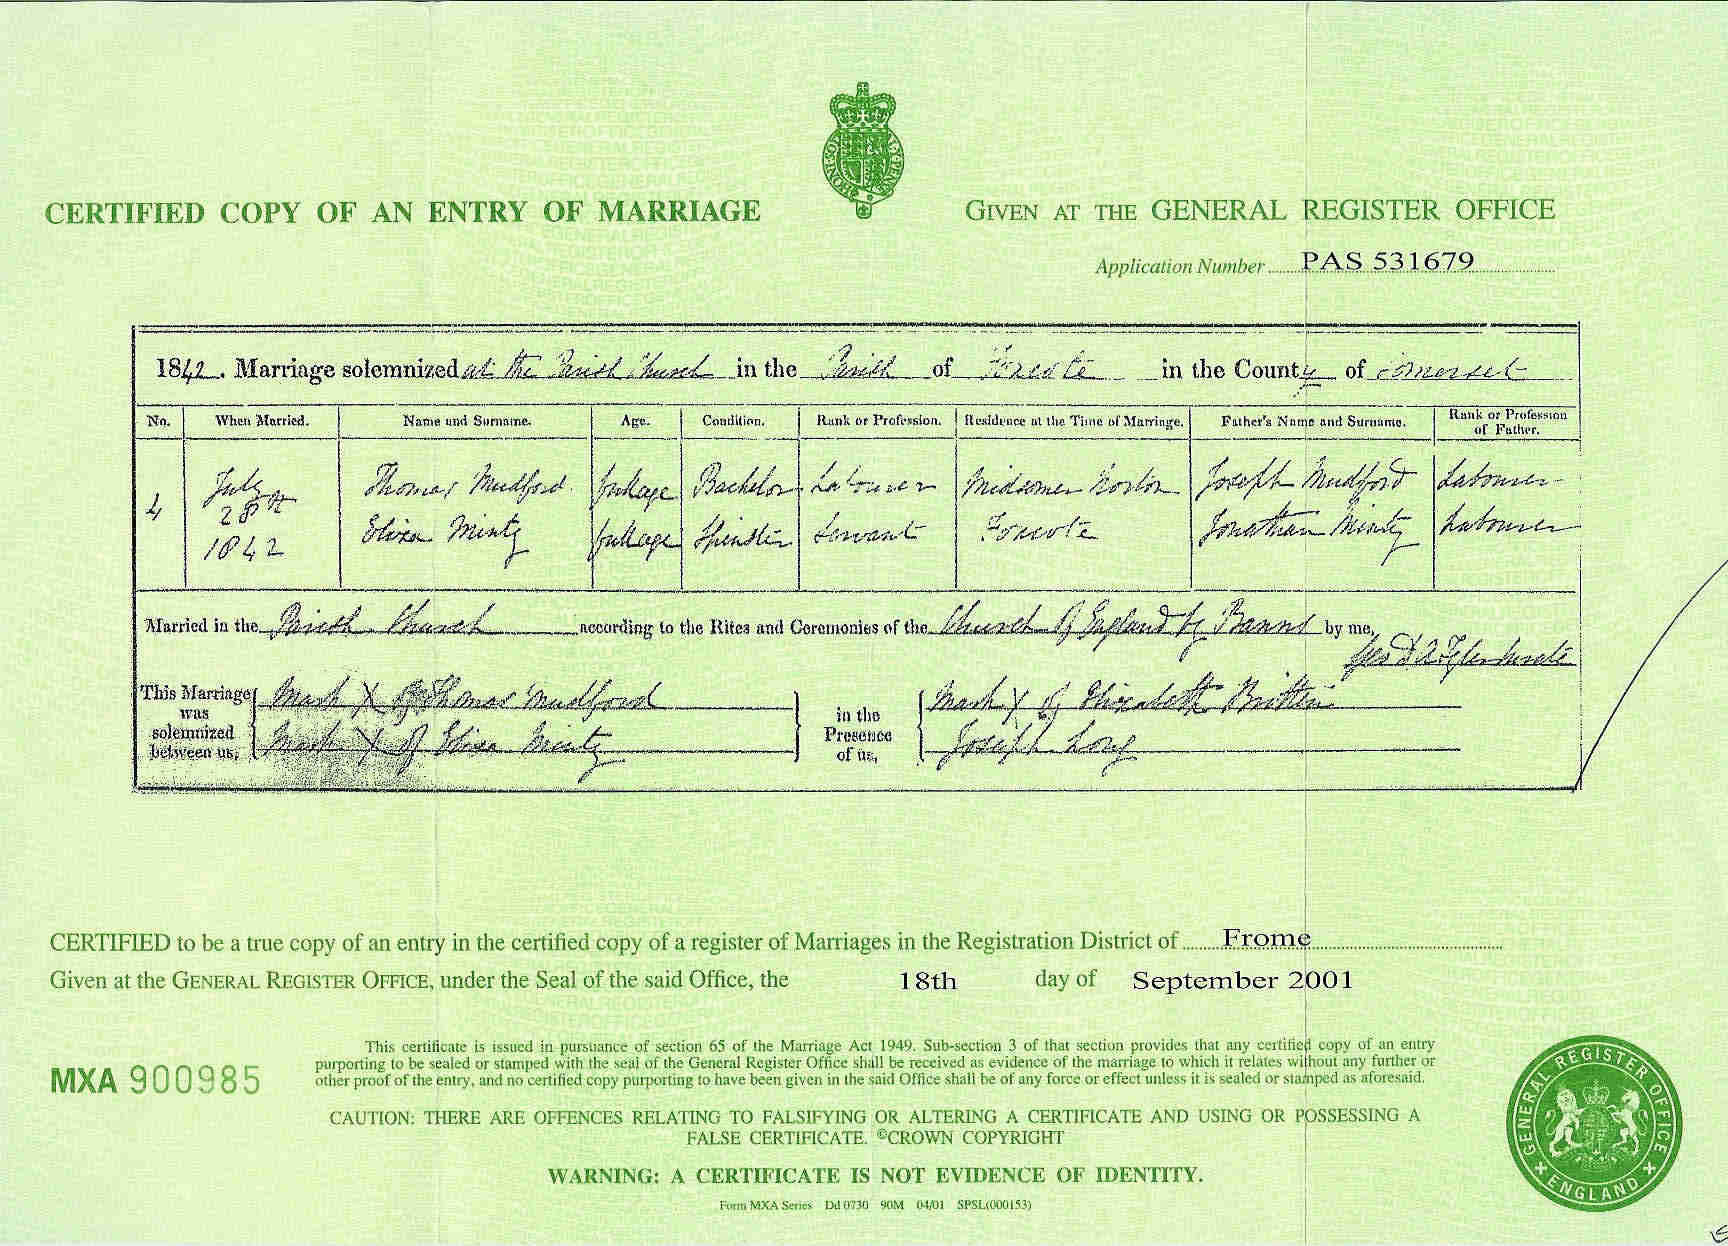 CERTIFIED COPY OF AN ENTRY OF MARRIAGE
GIVEN AT THE GENERAL REGISTER OFFICE
Application Number PAS 531679
1842. Marriage solemnized at the Parish Church in the Parish of Foxcote in the County of Somerset
No. When Married. Name and Surname. Age. Condition. Rank or Profession. Residence at the Time of Marriage. Father's Name and Surname. Rank or Profession of Father.
4 July 28th 1842 Thomas Mudford full age Bachelor Labourer Midsomer Norton Joseph Mudford Labourer
Eliza Minty full age Spinster Servant Foxcote Jonathan Minty Labourer
Married in the Parish Church according to the Rites and Ceremonies of the Church of England by Banns by me,
This Marriage was solemnized between us, Mark X of Thomas Mudford
Mark X of Eliza Minty
in the Presence of us, Mark X of Elizabeth Britten
Joseph Long
CERTIFIED to be a true copy of an entry in the certified copy of a register of Marriages in the Registration District of Frome
Given at the GENERAL REGISTER OFFICE, under the Seal of the said Office, the 18th day of September 2001
MXA 900985
This certificate is issued in pursuance of section 65 of the Marriage Act 1949. Sub-section 3 of that section provides that any certified copy of an entry
purporting to be sealed or stamped with the seal of the General Register Office shall be received as evidence of the marriage to which it relates without any further or
other proof of the entry, and no certified copy purporting to have been given in the said Office shall be of any force or effect unless it is sealed or stamped as aforesaid.
CAUTION: THERE ARE OFFENCES RELATING TO FALSIFYING OR ALTERING A CERTIFICATE AND USING OR POSSESSING A
FALSE CERTIFICATE. ©CROWN COPYRIGHT
WARNING: A CERTIFICATE IS NOT EVIDENCE OF IDENTITY.
Form MXA Series Dd 0730 90M 04/01 SPSL(000153)
GENERAL REGISTER OFFICE
ENGLAND